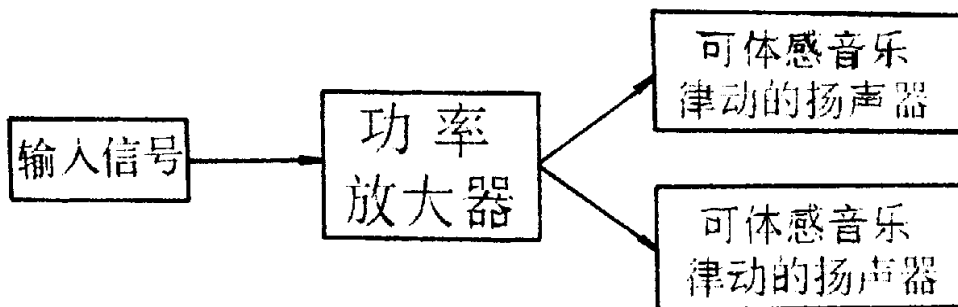 输入信号
功率
放大器
可体感音乐
律动的扬声器
可体感音乐
律动的扬声器